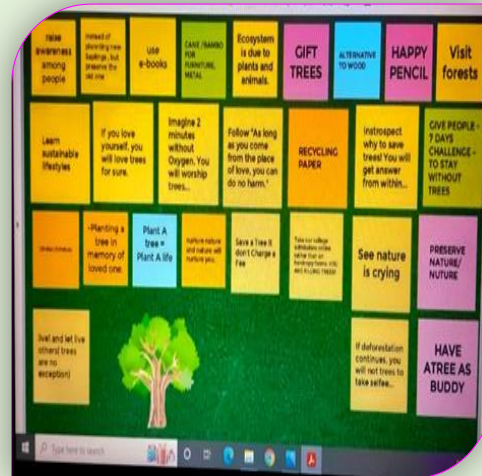 raise
awareness
among
people
instead of
planting new
saplings , but
preserve the
old one
use
e-books
CANE /BAMBO
FOR
FURNITURE,
METAL
Ecosystem
is due to
plants and
animals.
GIFT
TREES
ALTERNATIVE
TO WOOD
HAPPY
PENCIL
Visit
forests
Learn
sustainable
lifestyles
If you love
yourself, you
will love trees
for sure.
Imagine 2
minutes
without
Oxygen. You
will worship
trees...
Follow "As long
as you come
from the place
of love, you can
do no harm."
RECYCLING
PAPER
Instrospect
why to save
trees! You will
get answer
from within...
GIVE PEOPLE -
7 DAYS
CHALLENGE -
TO STAY
WITHOUT
TREES
-Planting a
tree in
memory of
loved one.
Plant A
tree =
Plant A life
Nurture nature
and nature will
nurture you.
Save a Tree it
don't Charge a
Fee
See nature
is crying
PRESERVE
NATURE/
NUTURE
live! and let live
others( trees
are no
exception)
If deforestation
continues, you
will not trees to
take selfee...
HAVE
ATREE AS
BUDDY
Type here to search